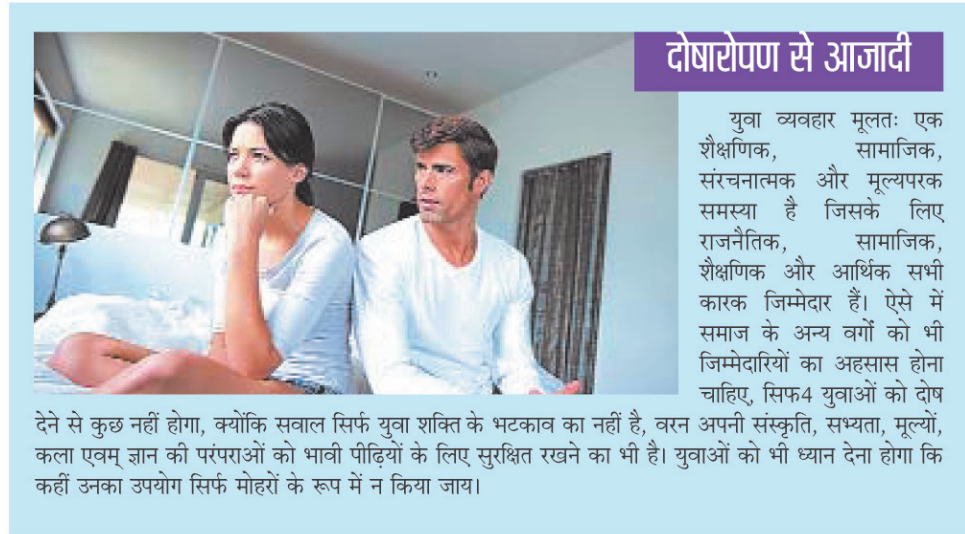 दोषारोपण से आजादी
युवा व्यवहार मूलतः एक
शैक्षणिक, सामाजिक,
संरचनात्मक और मूल्यपरक
समस्या है जिसके लिए
राजनैतिक, सामाजिक,
शैक्षणिक और आर्थिक सभी
कारक जिम्मेदार हैं। ऐसे में
समाज के अन्य वर्गों को भी
जिम्मेदारियों का अहसास होना
चाहिए, सिफ4 युवाओं को दोष
देने से कुछ नहीं होगा, क्योंकि सवाल सिर्फ युवा शक्ति के भटकाव का नहीं है, वरन अपनी संस्कृति, सभ्यता, मूल्यों,
कला एवम् ज्ञान की परंपराओं को भावी पीढ़ियों के लिए सुरक्षित रखने का भी है। युवाओं को भी ध्यान देना होगा कि
कहीं उनका उपयोग सिर्फ मोहरों के रूप में न किया जाय।